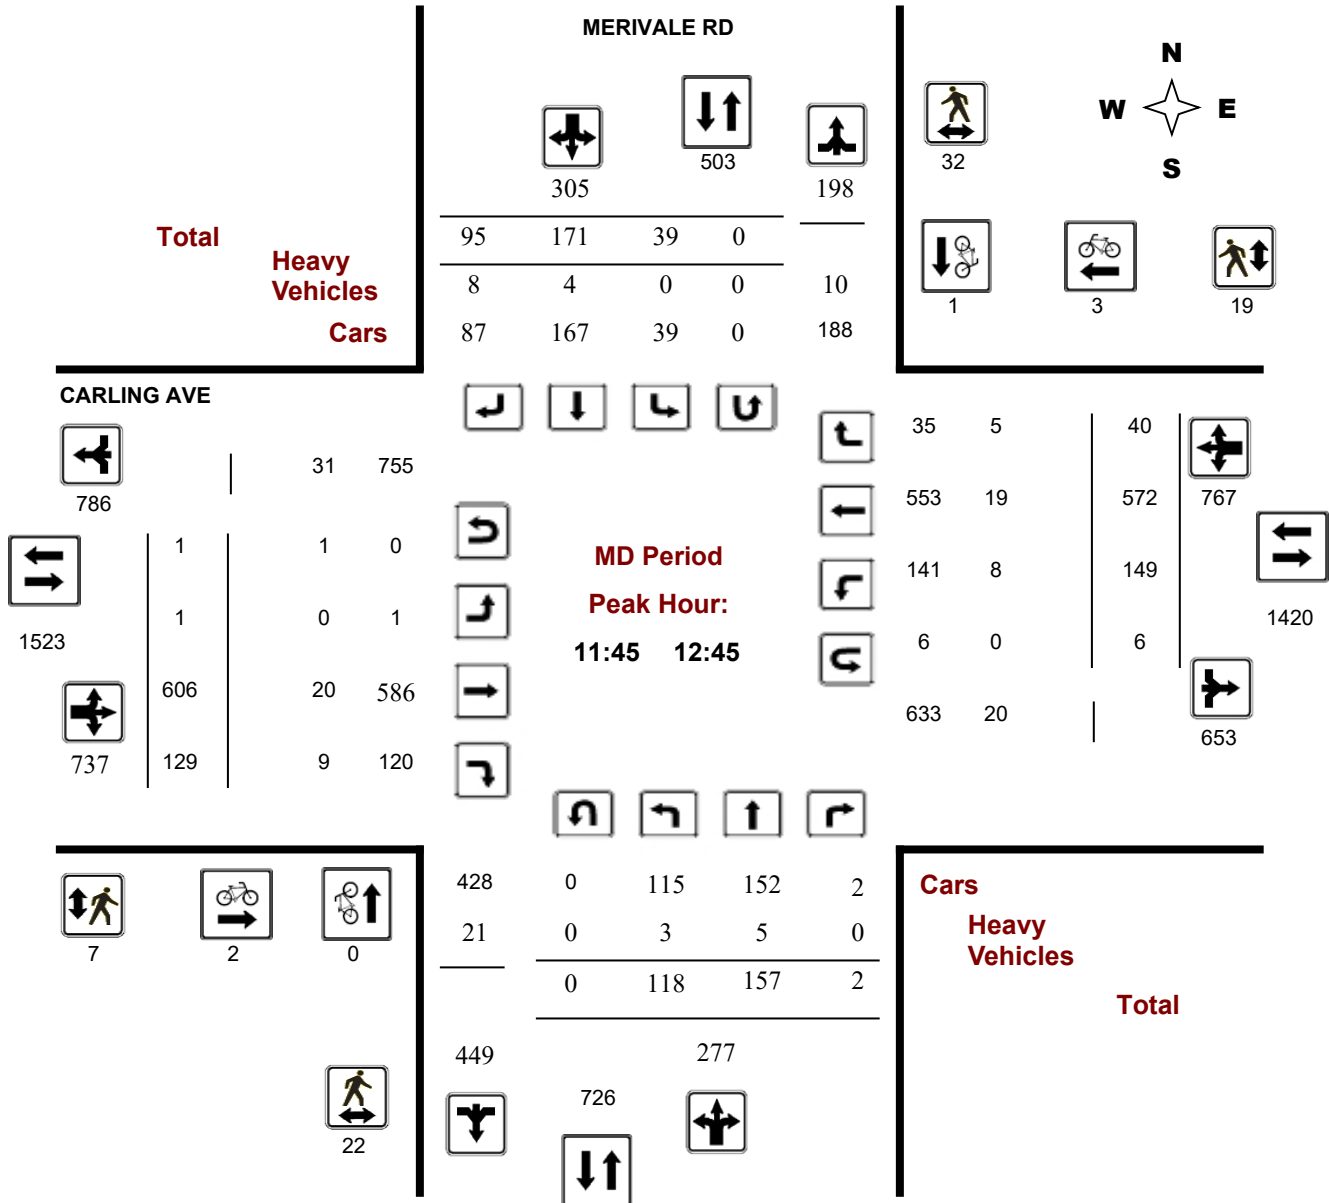 MERIVALE RD
N
W E
S
305
503
198
32
Total
95 171 39 0
Heavy
Vehicles
8 4 0 0 10
Cars
87 167 39 0 188
1
3
19
CARLING AVE
786
31 755
1 1 0
1 0 1
1523
606 20 586
737
129 9 120
MD Period
Peak Hour:
11:45 12:45
35 5 40
553 19 572
767
141 8 149
1420
6 0 6
633 20
653
7
2
0
22
428 0 115 152 2
21 0 3 5 0
0 118 157 2
449 277
726
Cars
Heavy
Vehicles
Total